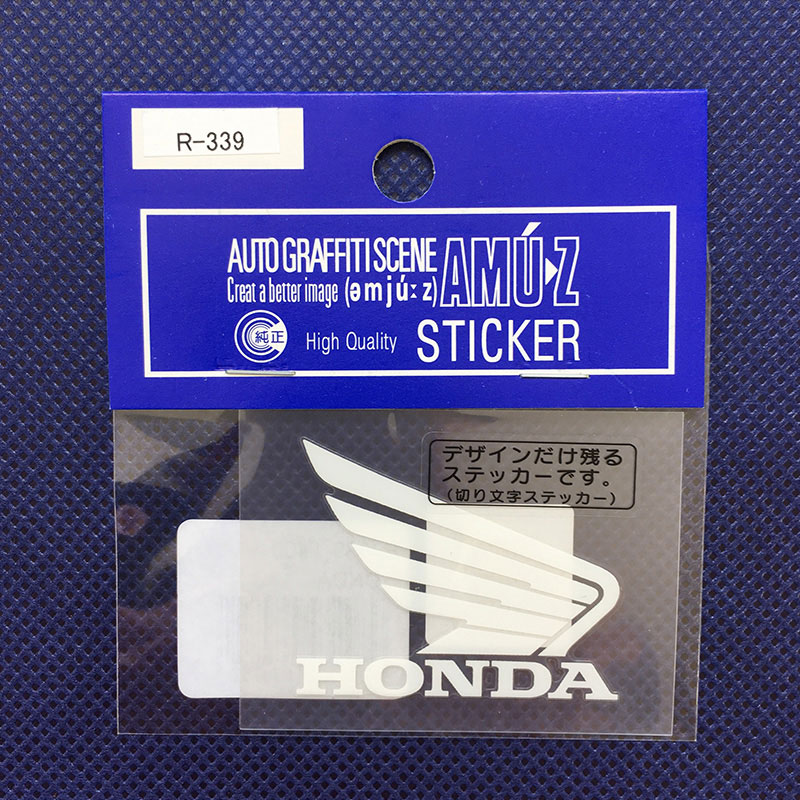 R-339
AUTO GRAFFITI SCENE AMÚ·Z
Creat a better image (əmjúːz)
純正 High Quality STICKER
デザインだけ残る
ステッカーです。
(切り文字ステッカー)
HONDA